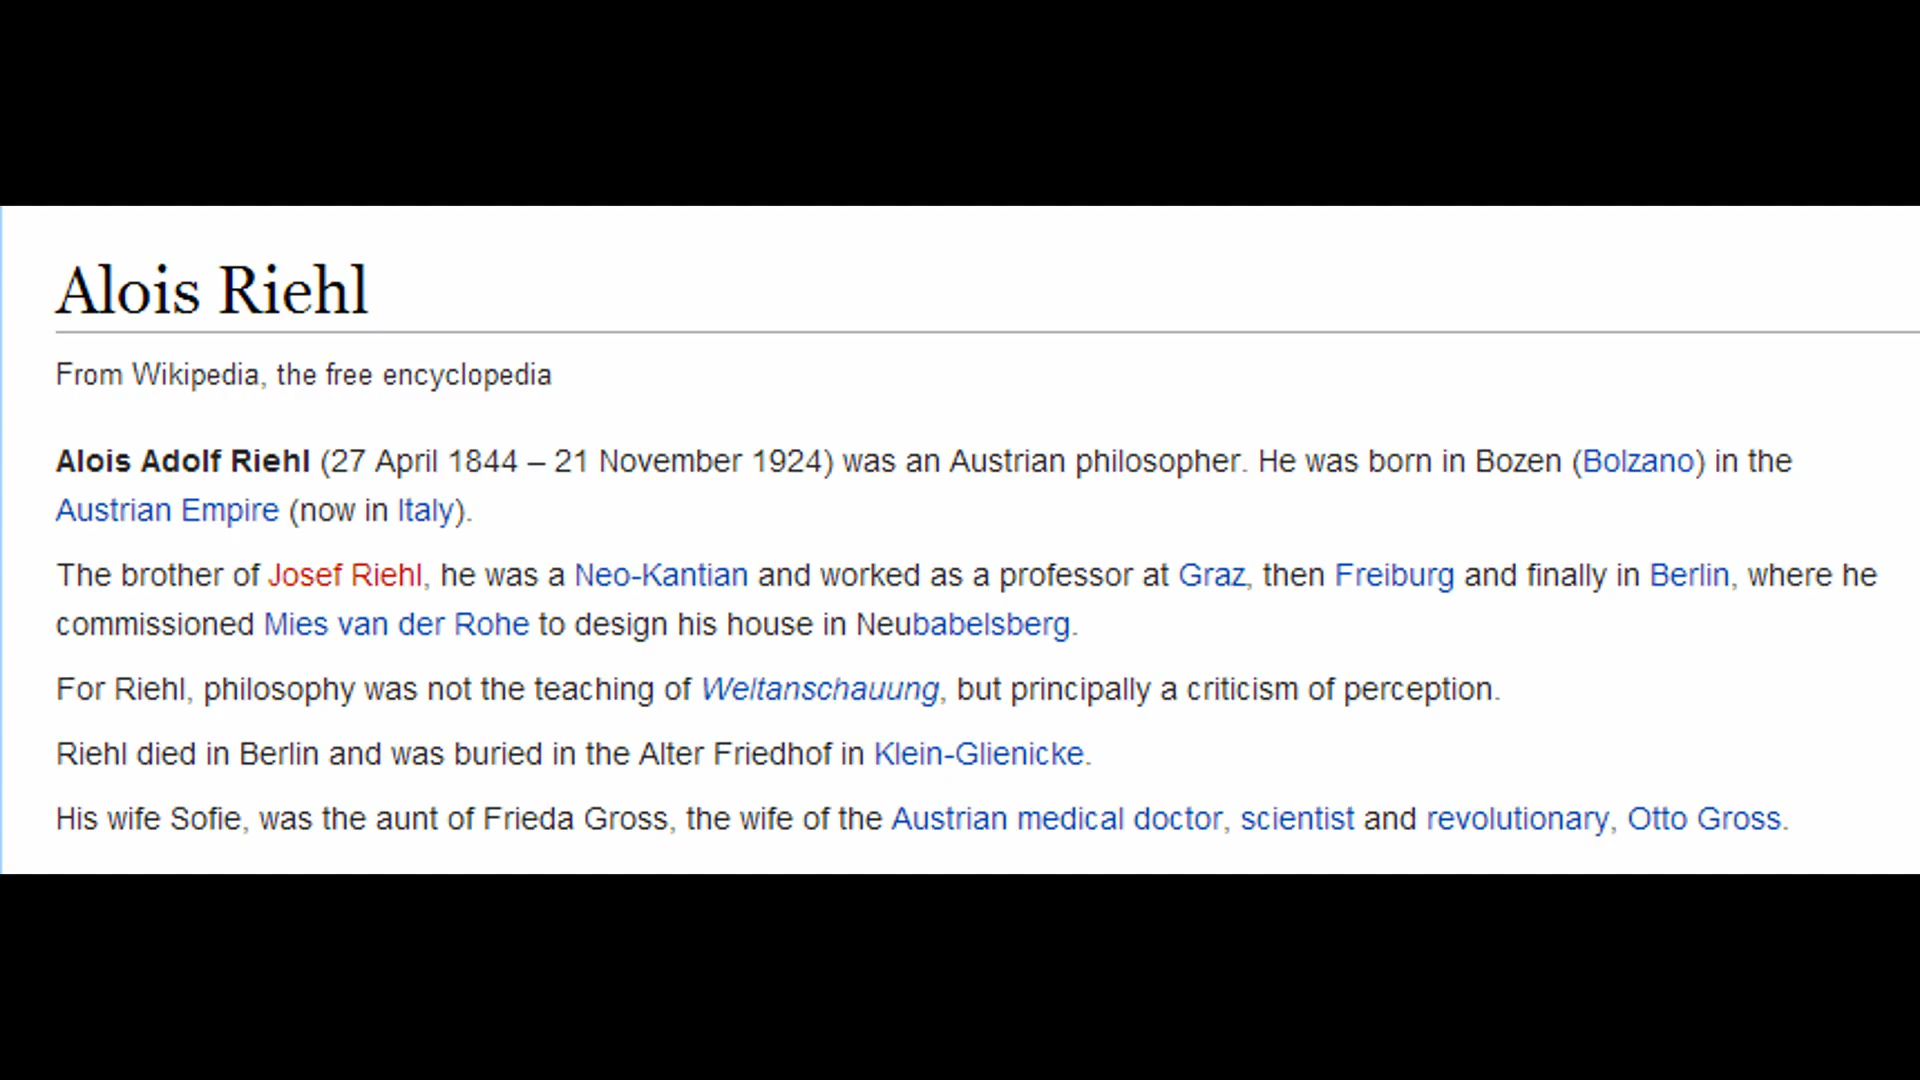 Alois Riehl
From Wikipedia, the free encyclopedia
Alois Adolf Riehl (27 April 1844 – 21 November 1924) was an Austrian philosopher. He was born in Bozen (Bolzano) in the
Austrian Empire (now in Italy).
The brother of Josef Riehl, he was a Neo-Kantian and worked as a professor at Graz, then Freiburg and finally in Berlin, where he
commissioned Mies van der Rohe to design his house in Neubabelsberg.
For Riehl, philosophy was not the teaching of Weltanschauung, but principally a criticism of perception.
Riehl died in Berlin and was buried in the Alter Friedhof in Klein-Glienicke.
His wife Sofie, was the aunt of Frieda Gross, the wife of the Austrian medical doctor, scientist and revolutionary, Otto Gross.